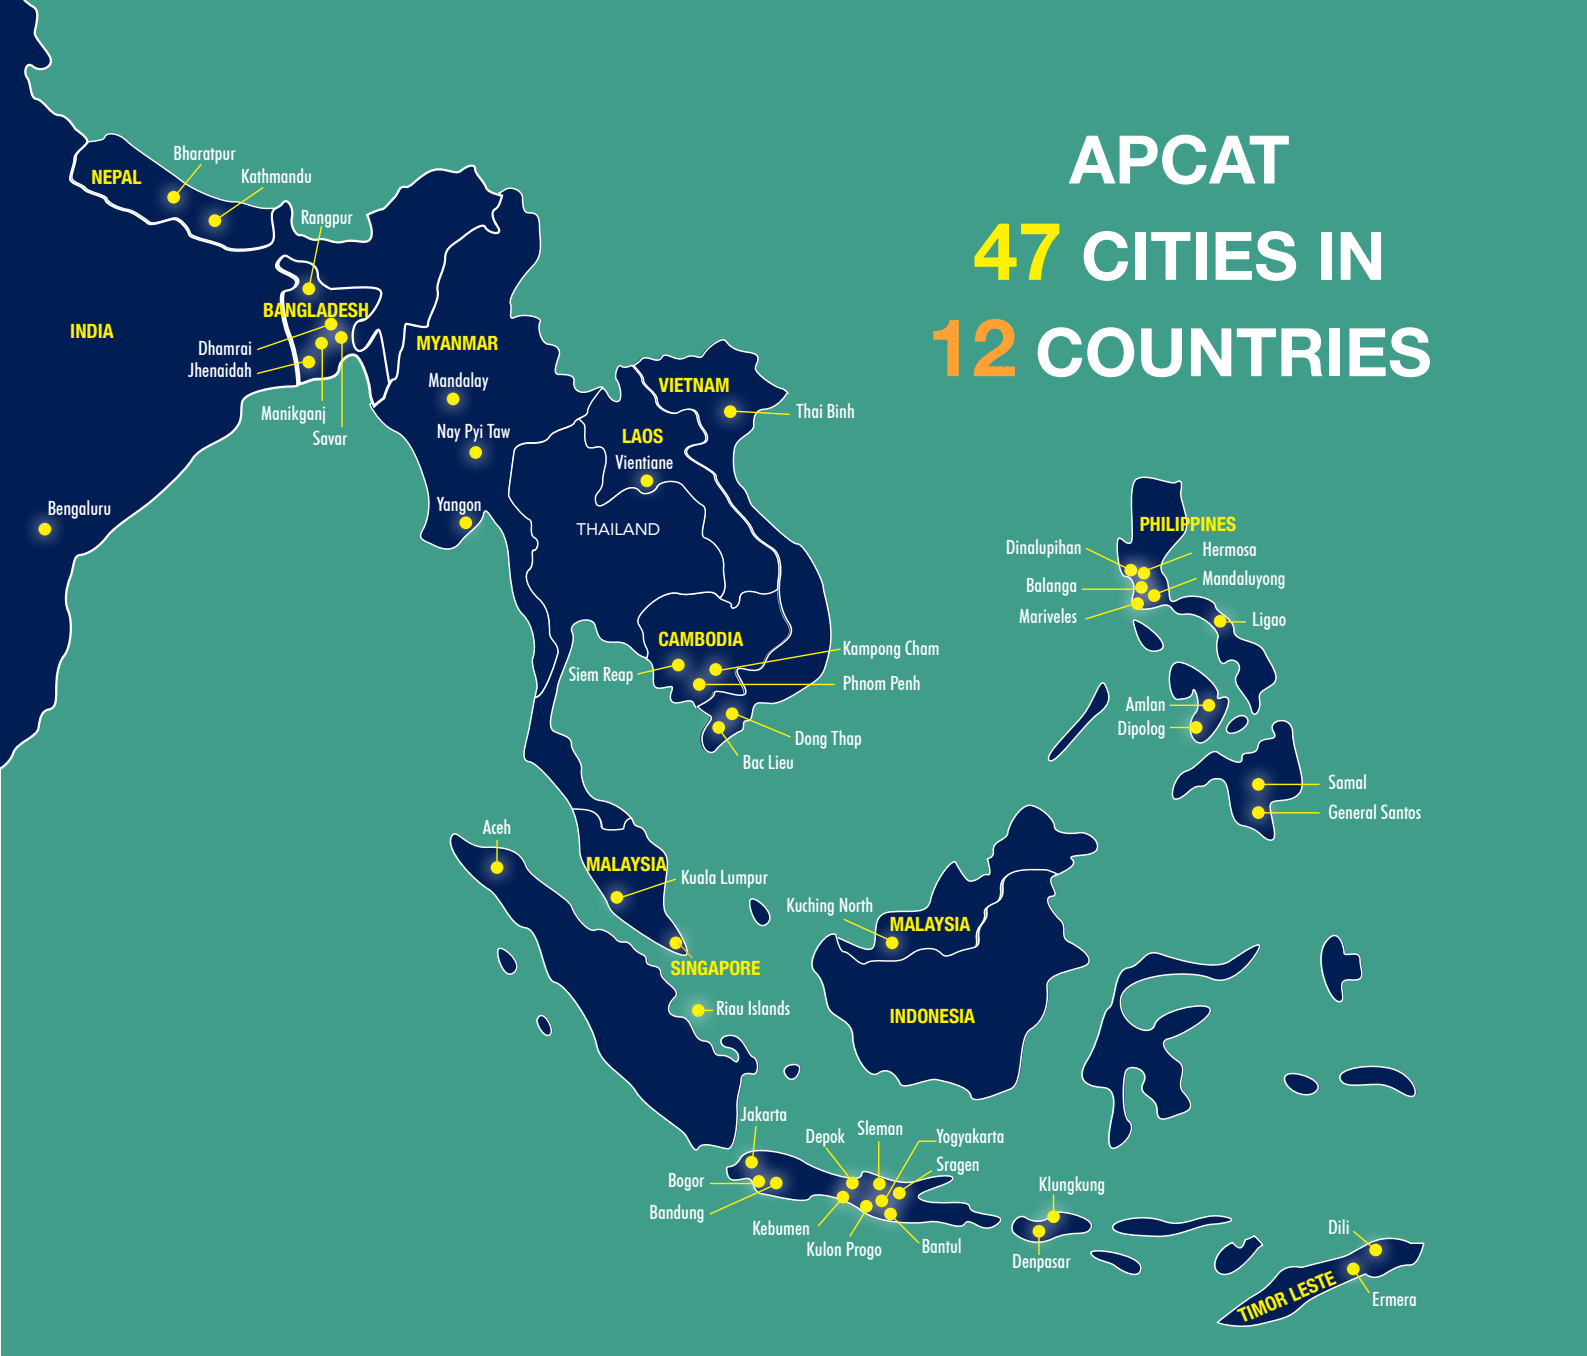 APCAT
47 CITIES IN
12 COUNTRIES
Bharatpur
NEPAL
Kathmandu
Rangpur
BANGLADESH
INDIA
Dhamrai
Jhenaidah
Manikganj
Savar
Bengaluru
MYANMAR
Mandalay
Nay Pyi Taw
Yangon
VIETNAM
Thai Binh
LAOS
Vientiane
THAILAND
CAMBODIA
Siem Reap
Kampong Cham
Phnom Penh
Dong Thap
Bac Lieu
PHILIPPINES
Dinalupihan
Hermosa
Balanga
Mandaluyong
Mariveles
Ligao
Amlan
Dipolog
Samal
General Santos
Aceh
MALAYSIA
Kuala Lumpur
SINGAPORE
Riau Islands
Kuching North
MALAYSIA
INDONESIA
Jakarta
Bogor
Bandung
Depok
Sleman
Yogyakarta
Sragen
Kebumen
Kulon Progo
Bantul
Klungkung
Denpasar
Dili
TIMOR LESTE
Ermera